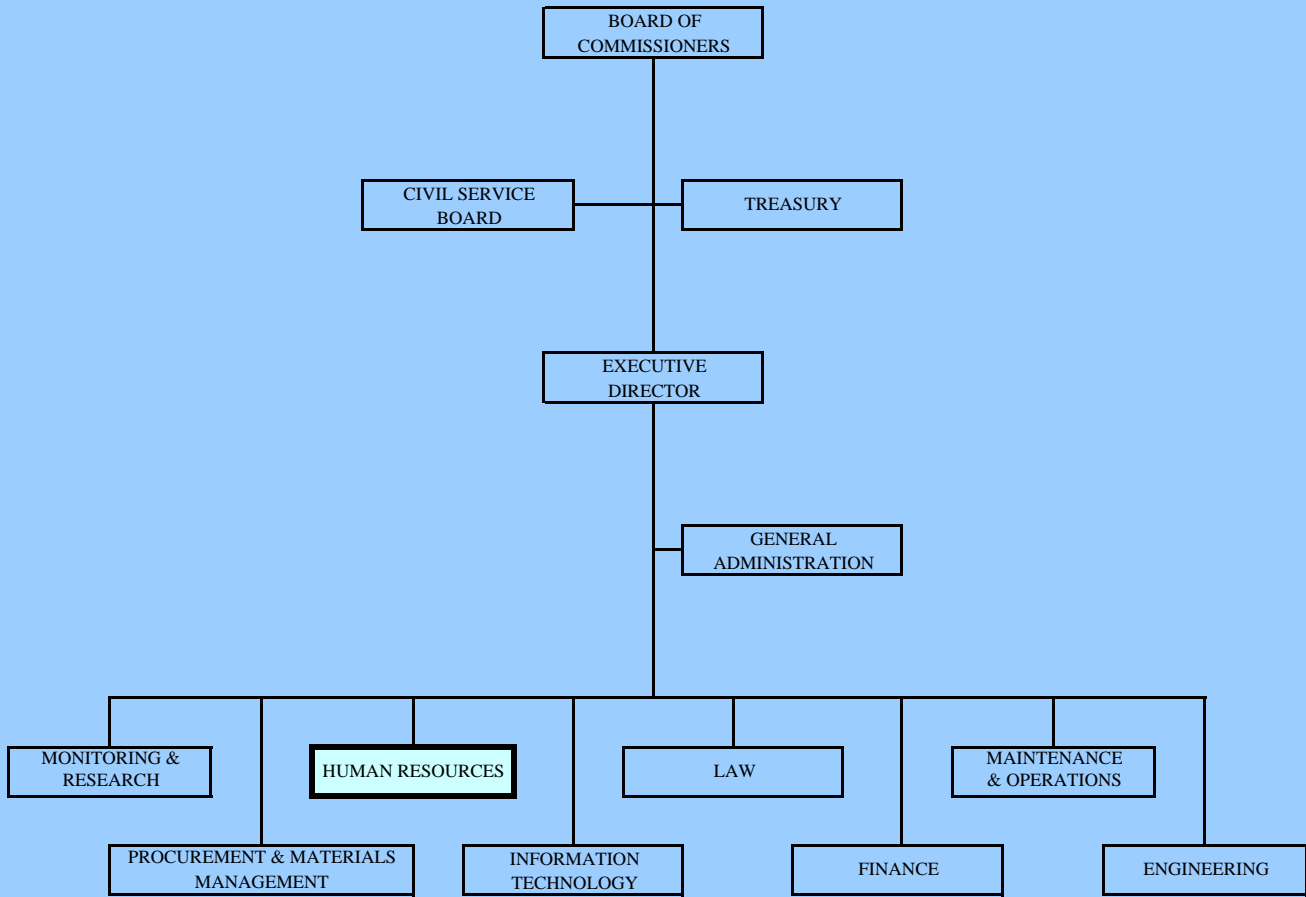 BOARD OF
COMMISSIONERS
CIVIL SERVICE
BOARD
TREASURY
EXECUTIVE
DIRECTOR
GENERAL
ADMINISTRATION
MONITORING &
RESEARCH
HUMAN RESOURCES
LAW
MAINTENANCE
& OPERATIONS
PROCUREMENT & MATERIALS
MANAGEMENT
INFORMATION
TECHNOLOGY
FINANCE
ENGINEERING